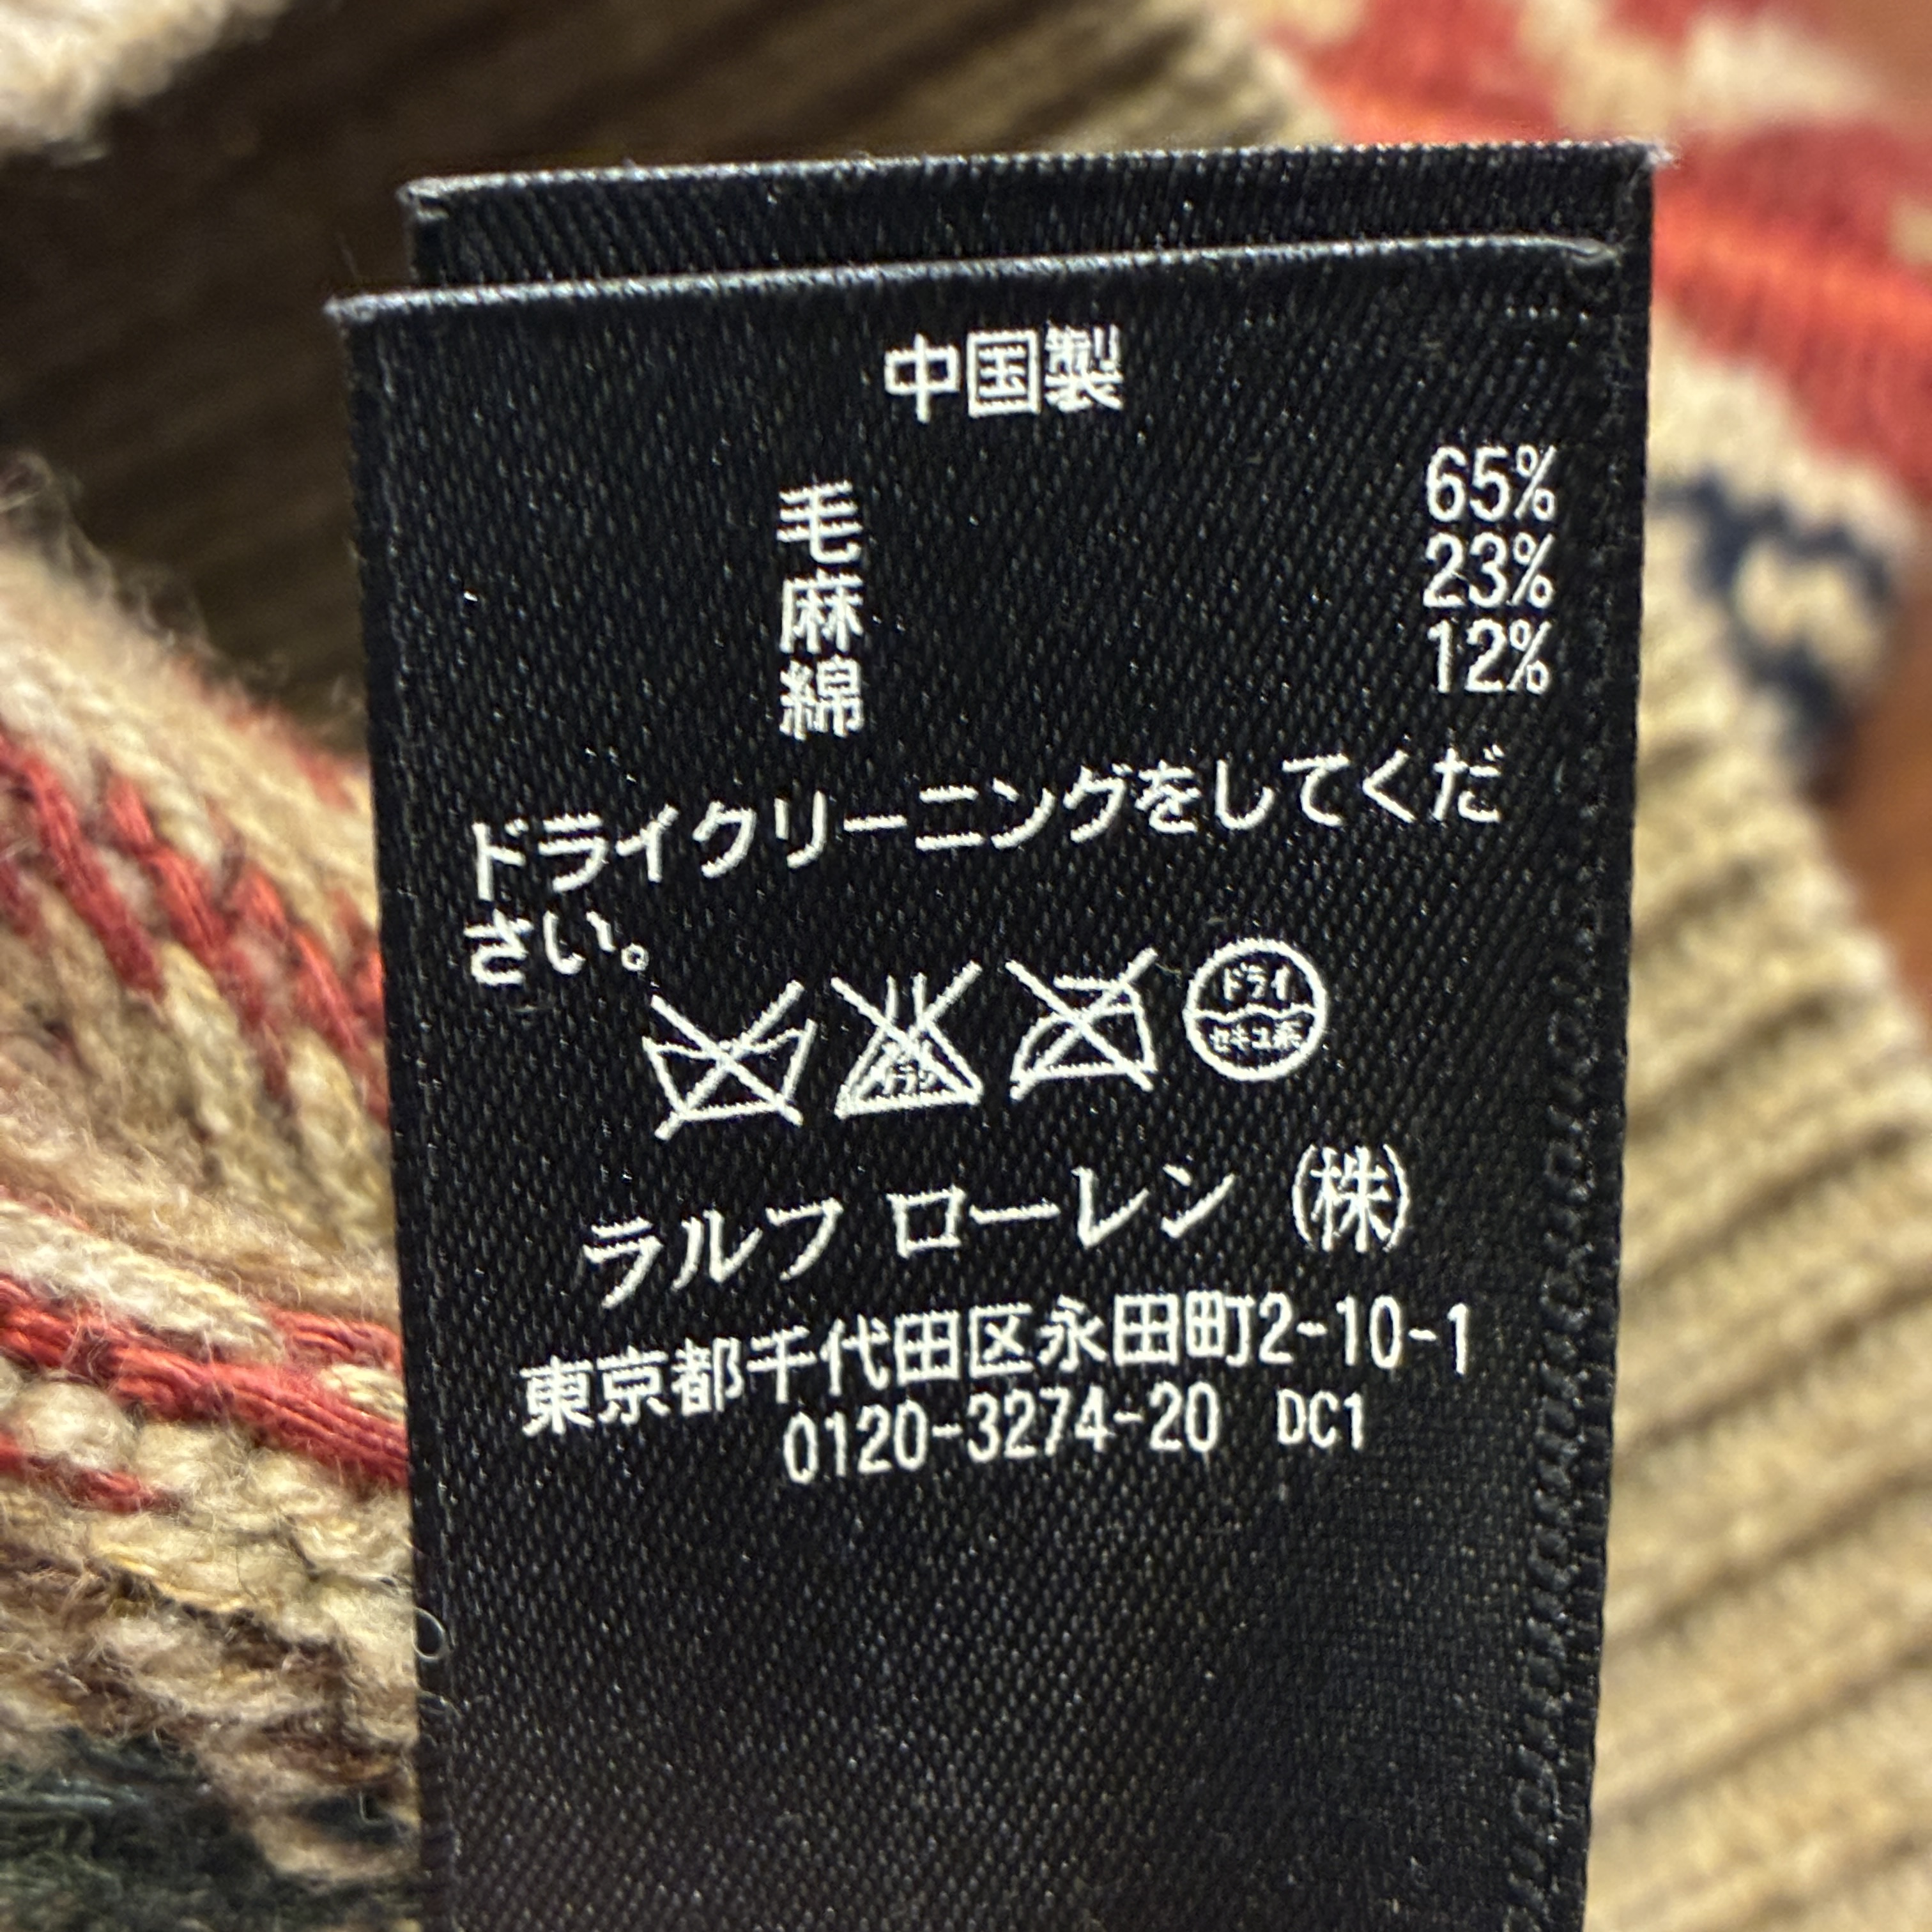 中国製
毛 65%
麻 23%
綿 12%
ドライクリーニングをしてくだ
さい。
ドライ
セキユ系
ラルフ ローレン (株)
東京都千代田区永田町2-10-1
0120-3274-20 DC1